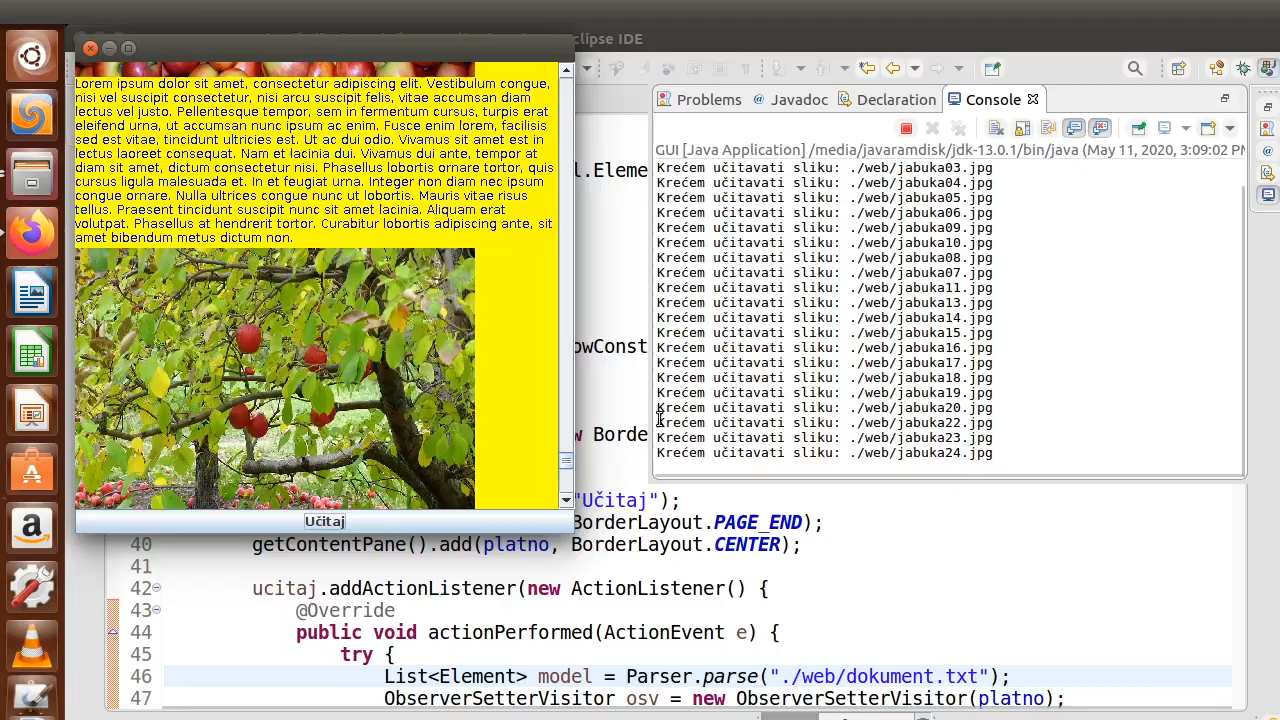 clipse IDE
Lorem ipsum dolor sit amet, consectetur adipiscing elit. Vestibulum congue,
nisi vel suscipit consectetur, nisi arcu suscipit felis, vitae accumsan diam
lectus vel justo. Pellentesque tempor, sem in fermentum cursus, turpis erat
eleifend urna, ut accumsan nunc ipsum ac enim. Fusce enim lorem, facilisis
sed est vitae, tincidunt ultricies est. Ut ac dui odio. Vivamus sit amet est in
lectus laoreet consequat. Nam et lacinia dui. Vivamus dui ante, tempor at
diam sit amet, dictum consectetur nisi. Phasellus lobortis ornare tortor, quis
cursus ligula malesuada et. In et feugiat urna. Integer non diam nec ipsum
congue ornare. Nulla ultrices congue nunc ut lobortis. Mauris vitae risus
tellus. Praesent tincidunt suscipit nunc sit amet lacinia. Aliquam erat
volutpat. Phasellus at hendrerit tortor. Curabitur lobortis adipiscing ante, sit
amet bibendum metus dictum non.
Učitaj
l.Eleme
owConst
w Borde
Problems @ Javadoc Declaration Console
GUI [Java Application] /media/javaramdisk/jdk-13.0.1/bin/java (May 11, 2020, 3:09:02 PM
Krećem učitavati sliku: ./web/jabuka03.jpg
Krećem učitavati sliku: ./web/jabuka04.jpg
Krećem učitavati sliku: ./web/jabuka05.jpg
Krećem učitavati sliku: ./web/jabuka06.jpg
Krećem učitavati sliku: ./web/jabuka09.jpg
Krećem učitavati sliku: ./web/jabuka10.jpg
Krećem učitavati sliku: ./web/jabuka08.jpg
Krećem učitavati sliku: ./web/jabuka07.jpg
Krećem učitavati sliku: ./web/jabuka11.jpg
Krećem učitavati sliku: ./web/jabuka13.jpg
Krećem učitavati sliku: ./web/jabuka14.jpg
Krećem učitavati sliku: ./web/jabuka15.jpg
Krećem učitavati sliku: ./web/jabuka16.jpg
Krećem učitavati sliku: ./web/jabuka17.jpg
Krećem učitavati sliku: ./web/jabuka18.jpg
Krećem učitavati sliku: ./web/jabuka19.jpg
Krećem učitavati sliku: ./web/jabuka20.jpg
Krećem učitavati sliku: ./web/jabuka22.jpg
Krećem učitavati sliku: ./web/jabuka23.jpg
Krećem učitavati sliku: ./web/jabuka24.jpg
"Učitaj");
BorderLayout.PAGE_END);
40 getContentPane().add(platno, BorderLayout.CENTER);
41
42 ucitaj.addActionListener(new ActionListener() {
43 @Override
44 public void actionPerformed(ActionEvent e) {
45 try {
46 List<Element> model = Parser.parse("./web/dokument.txt");
47 ObserverSetterVisitor osv = new ObserverSetterVisitor(platno);